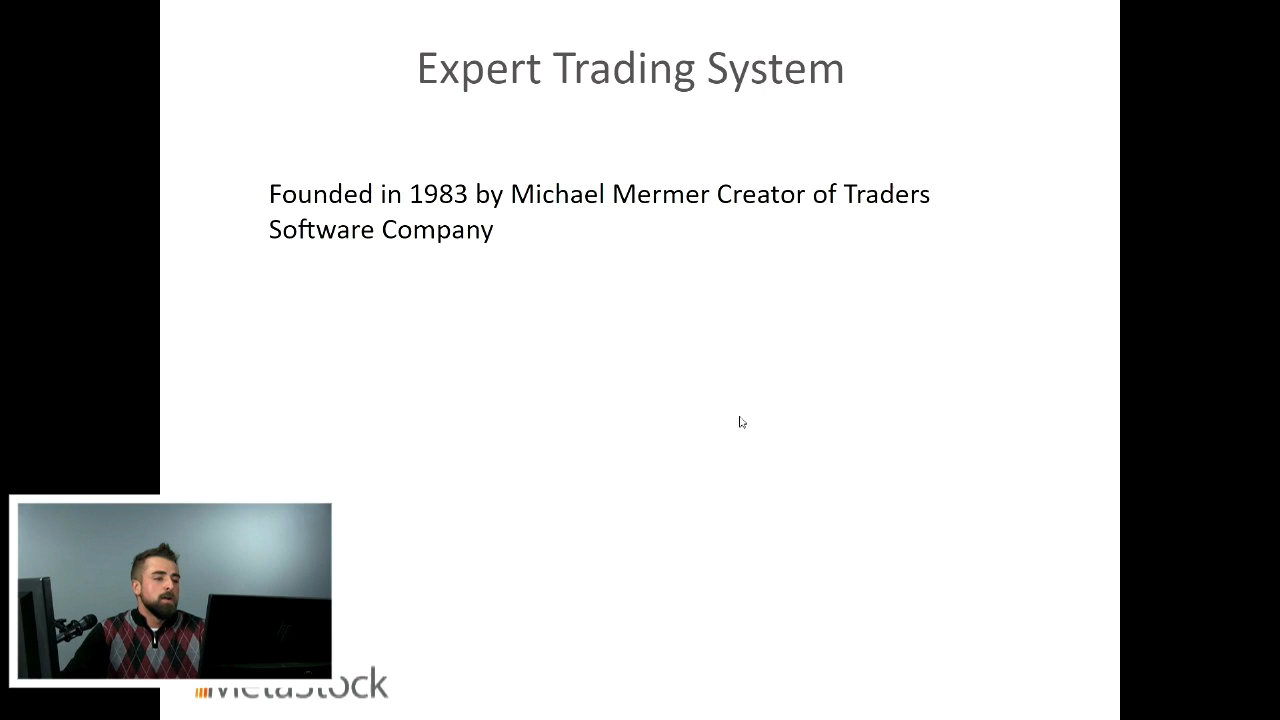 Expert Trading System
Founded in 1983 by Michael Mermer Creator of Traders
Software Company
MetaStock